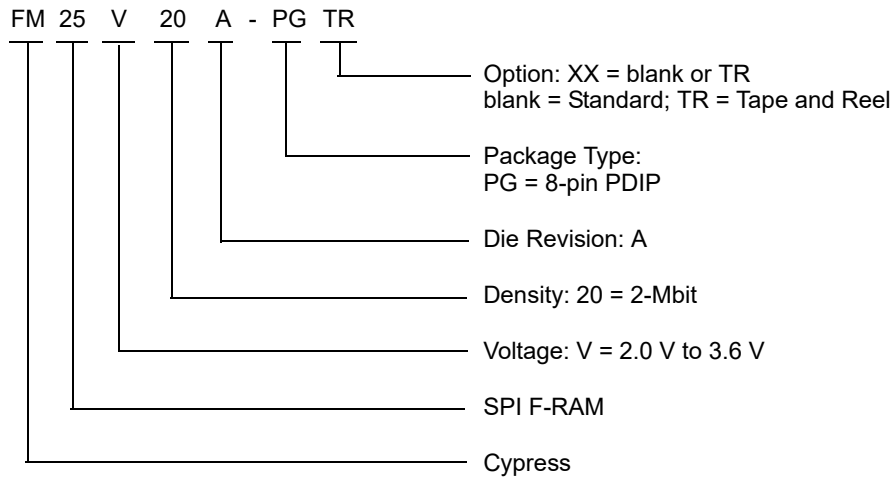 FM 25 V 20 A - PG TR
Option: XX = blank or TR
blank = Standard; TR = Tape and Reel
Package Type:
PG = 8-pin PDIP
Die Revision: A
Density: 20 = 2-Mbit
Voltage: V = 2.0 V to 3.6 V
SPI F-RAM
Cypress